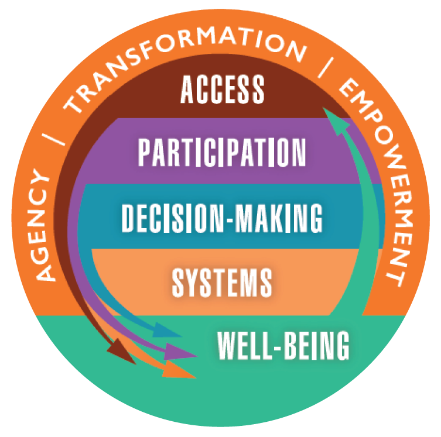 AGENCY | TRANSFORMATION | EMPOWERMENT
ACCESS
PARTICIPATION
DECISION-MAKING
SYSTEMS
WELL-BEING